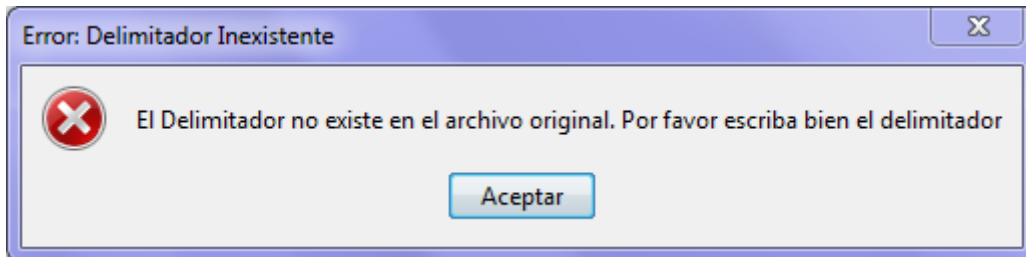 Error: Delimitador Inexistente
El Delimitador no existe en el archivo original. Por favor escriba bien el delimitador
Aceptar